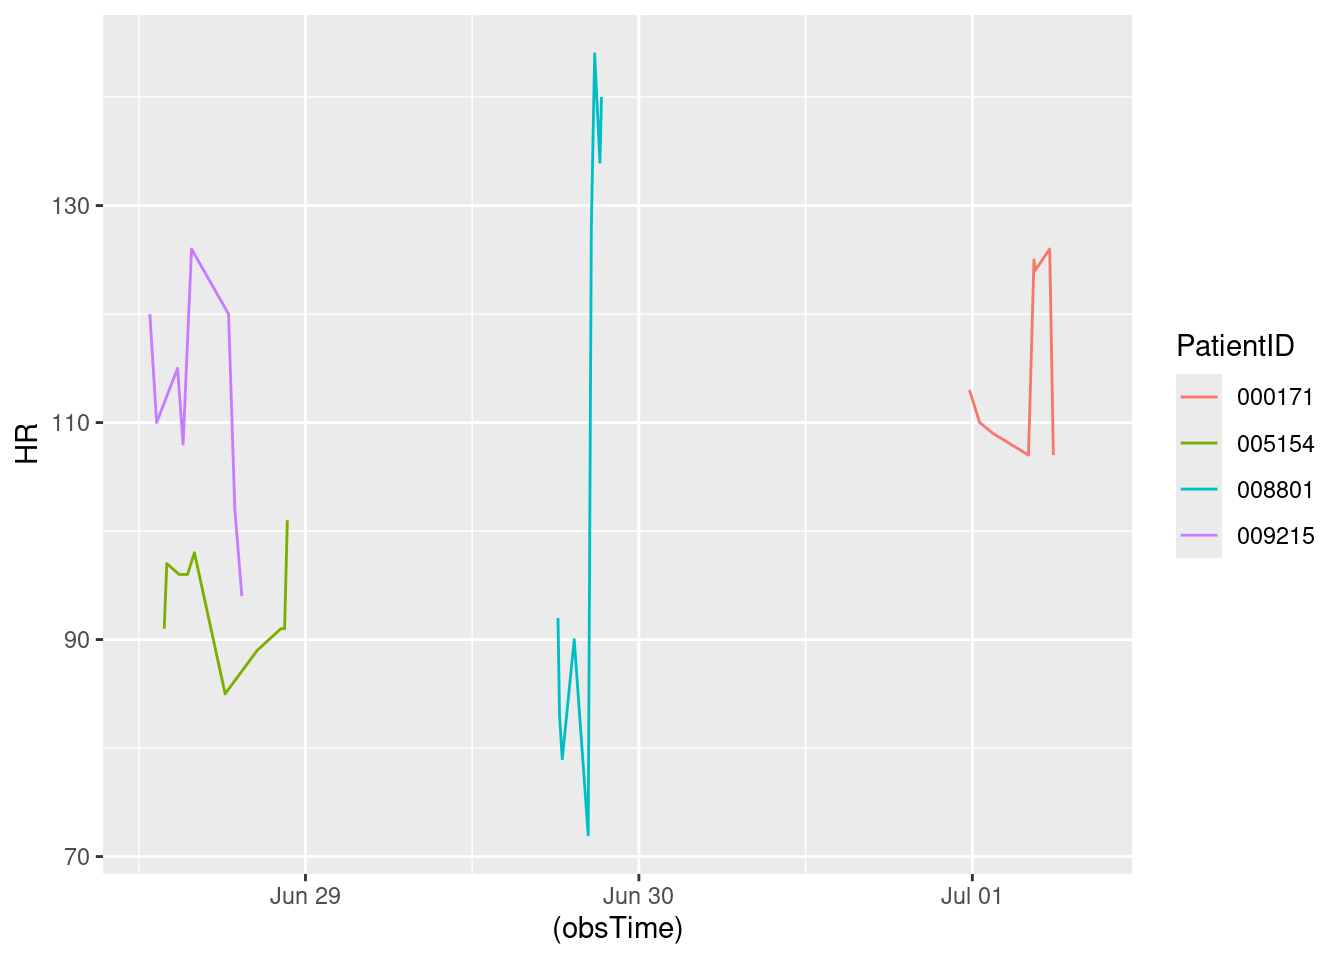 130
110
90
70
HR
Jun 29
Jun 30
Jul 01
(obsTime)
PatientID
000171
005154
008801
009215